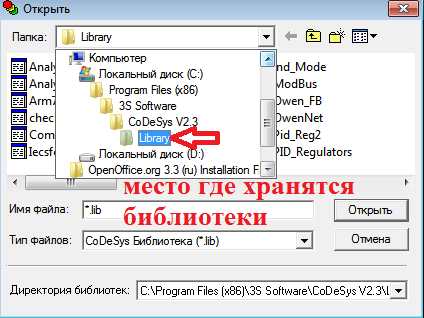 Открыть
Папка: Library
Компьютер
Локальный диск (C:)
Program Files (x86)
3S Software
CoDeSys V2.3
Library
Локальный диск (D:)
OpenOffice.org 3.3 (ru) Installation F
Analy
Analy
Arm7
chec
Com
Iecsfc
nd_Mode
ModBus
Owen_FB
OwenNet
Pid_Reg2
PID_Regulators
место где хранятся
библиотеки
Имя файла: *.lib Открыть
Тип файлов: CoDeSys Библиотека (*.lib) Отмена
Директория библиотек: C:\Program Files (x86)\3S Software\CoDeSys V2.3\L